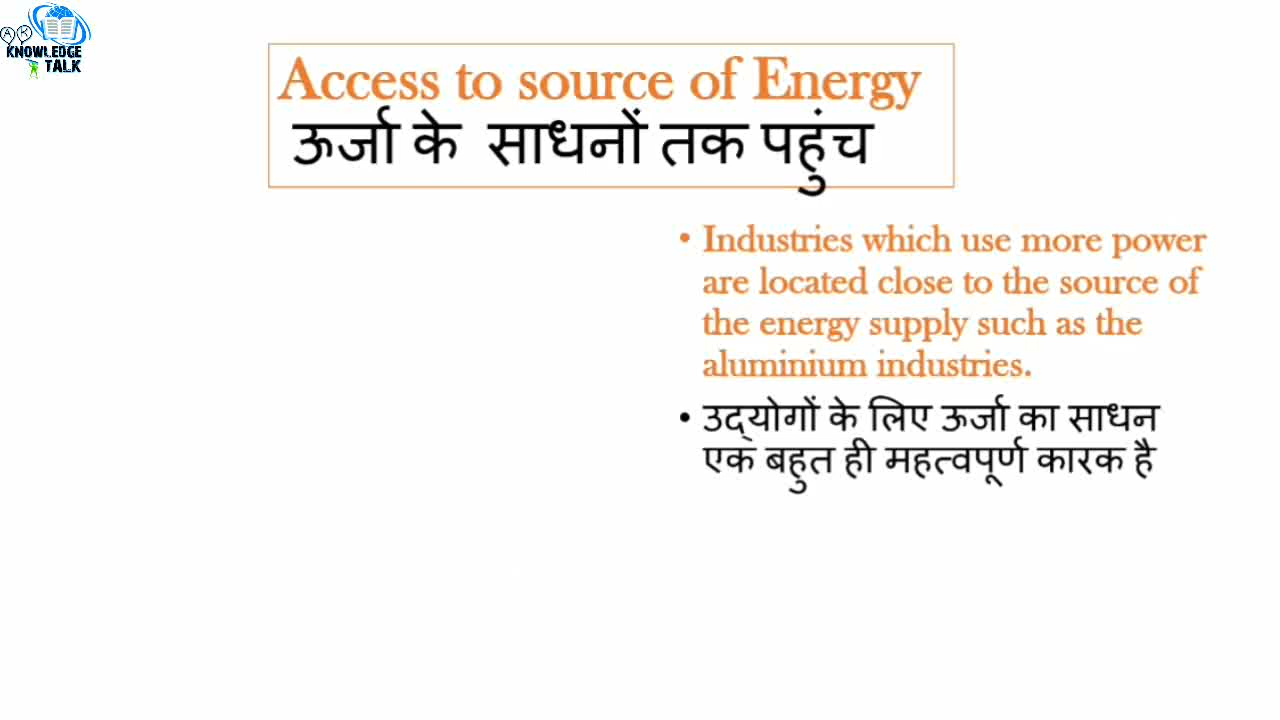 AK
KNOWLEDGE
TALK
Access to source of Energy
ऊर्जा के साधनों तक पहुंच
• Industries which use more power
are located close to the source of
the energy supply such as the
aluminium industries.
• उद्योगों के लिए ऊर्जा का साधन
एक बहुत ही महत्वपूर्ण कारक है